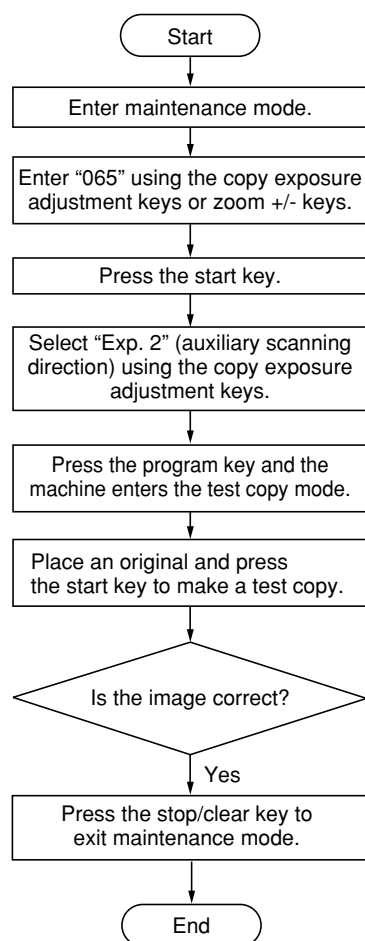 Start
Enter maintenance mode.
Enter “065” using the copy exposure
adjustment keys or zoom +/- keys.
Press the start key.
Select “Exp. 2” (auxiliary scanning
direction) using the copy exposure
adjustment keys.
Press the program key and the
machine enters the test copy mode.
Place an original and press
the start key to make a test copy.
Is the image correct?
Yes
Press the stop/clear key to
exit maintenance mode.
End